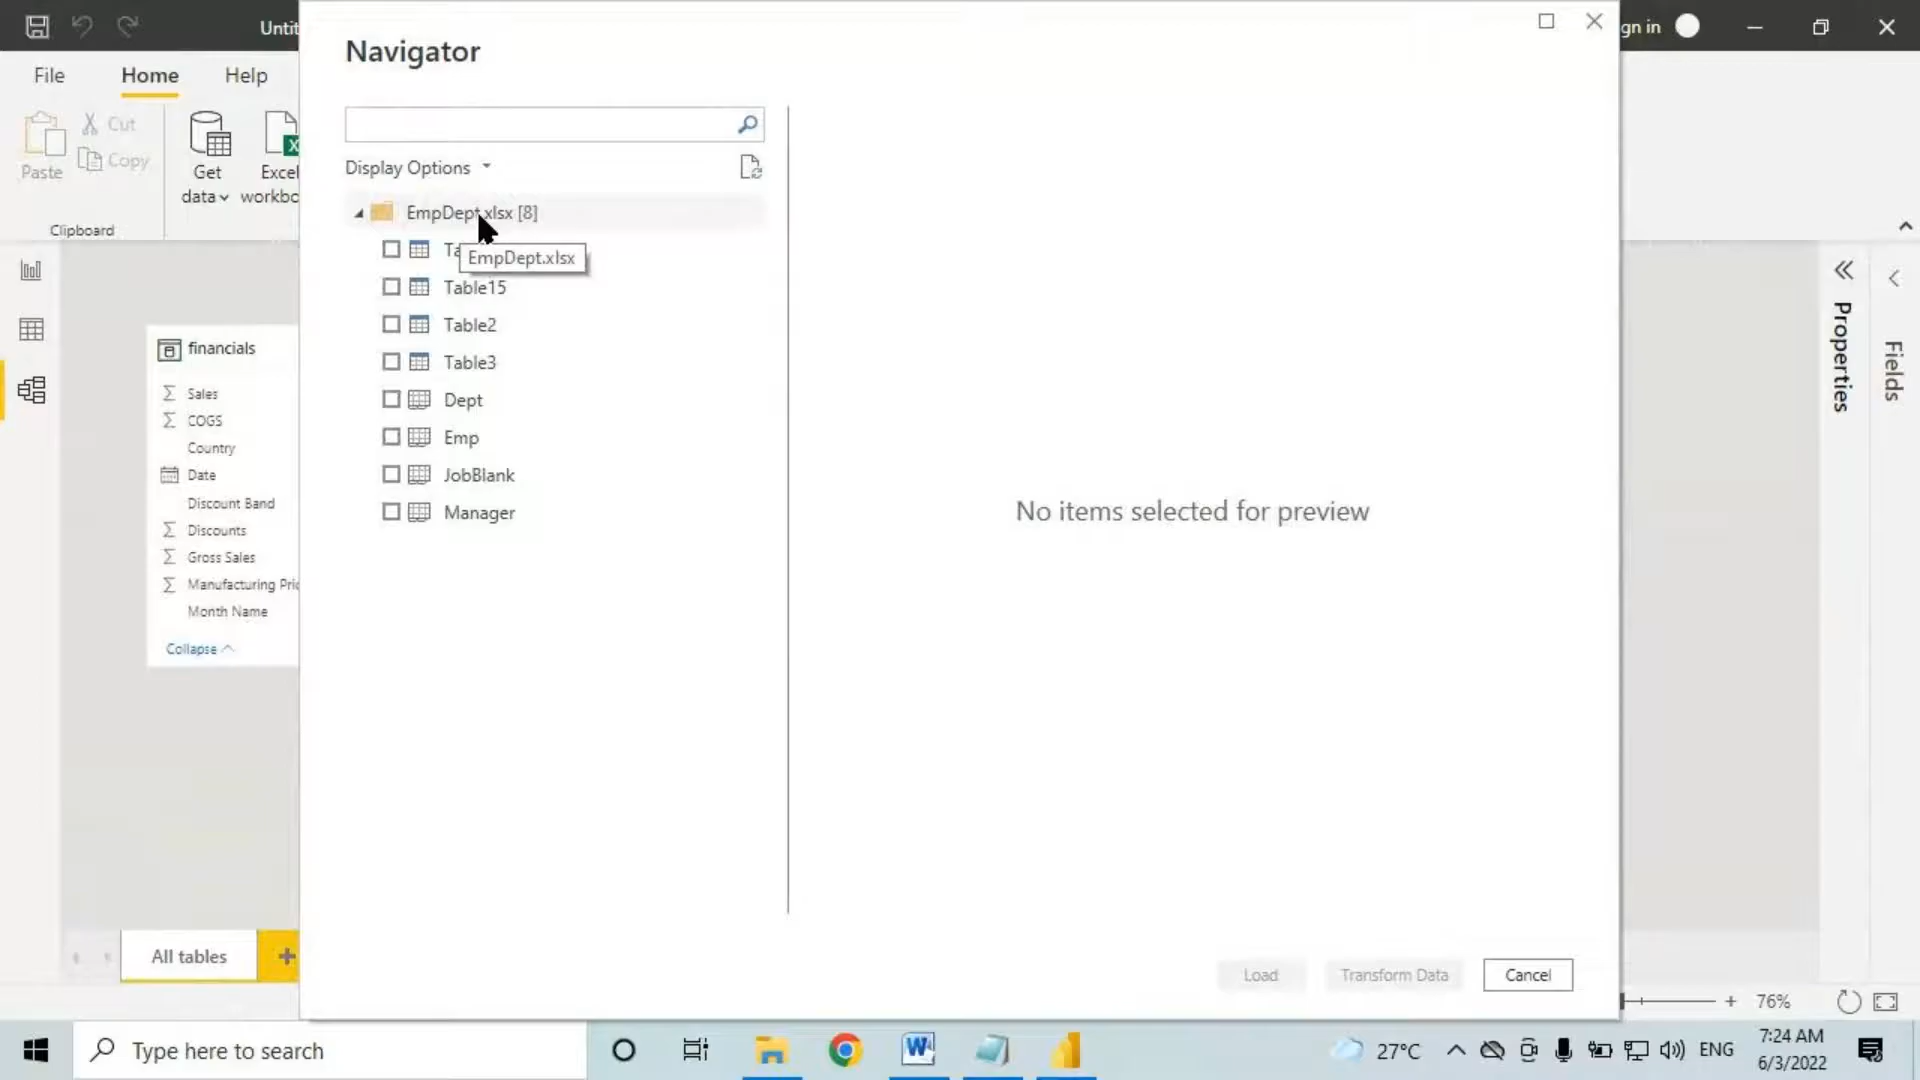 Untit
Navigator
gn in
File
Home
Help
Paste
Cut
Copy
Get
data
Excel
workbo
Clipboard
Display Options
EmpDept.xlsx [8]
Ta
EmpDept.xlsx
Table15
Table2
Table3
Dept
Emp
JobBlank
Manager
financials
Sales
COGS
Country
Date
Discount Band
Discounts
Gross Sales
Manufacturing Pric
Month Name
Collapse
No items selected for preview
Properties
Fields
All tables
+
Load
Transform Data
Cancel
+ 76%
Type here to search
27°C
ENG
7:24 AM
6/3/2022